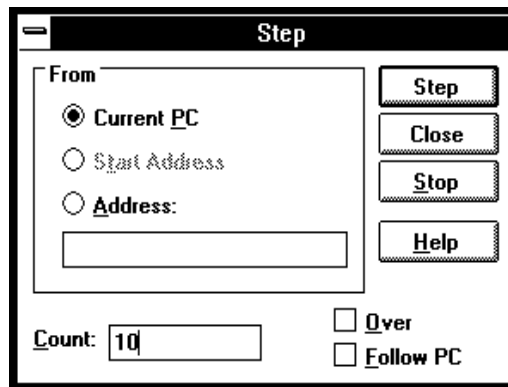 Step
From
Current PC
Start Address
Address:
Step
Close
Stop
Help
Count: 10
Over
Follow PC